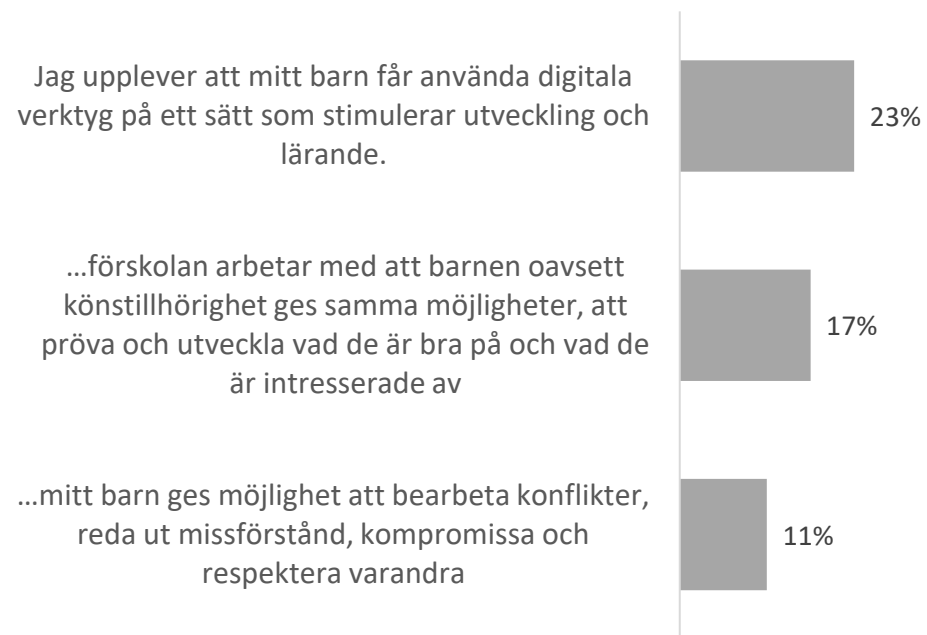 Jag upplever att mitt barn får använda digitala
verktyg på ett sätt som stimulerar utveckling och
lärande.
23%
...förskolan arbetar med att barnen oavsett
könstillhörighet ges samma möjligheter, att
pröva och utveckla vad de är bra på och vad de
är intresserade av
17%
...mitt barn ges möjlighet att bearbeta konflikter,
reda ut missförstånd, kompromissa och
respektera varandra
11%